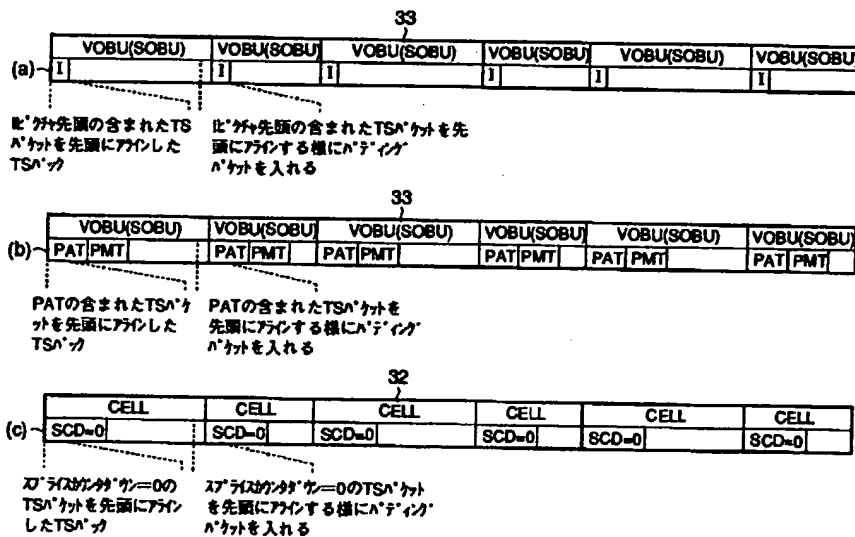 33
VOBU(SOBU) VOBU(SOBU) VOBU(SOBU) VOBU(SOBU) VOBU(SOBU) VOBU(SOBU)
(a) I I I I I I
Iピクチャ先頭の含まれたTS
パケットを先頭にアラインした
TSパック
Iピクチャ先頭の含まれたTSパケットを先
頭にアラインする様にパディング
パケットを入れる
33
VOBU(SOBU) VOBU(SOBU) VOBU(SOBU) VOBU(SOBU) VOBU(SOBU) VOBU(SOBU)
(b) PAT PMT PAT PMT PAT PMT PAT PMT PAT PMT PAT PMT
PATの含まれたTSパケ
ットを先頭にアラインした
TSパック
PATの含まれたTSパケットを
先頭にアラインする様にパディング
パケットを入れる
32
CELL CELL CELL CELL CELL CELL
(c) SCD=0 SCD=0 SCD=0 SCD=0 SCD=0 SCD=0
スプライスカウンタダウン=0の
TSパケットを先頭にアライン
したTSパック
スプライスカウンタダウン=0のTSパケット
を先頭にアラインする様にパディング
パケットを入れる